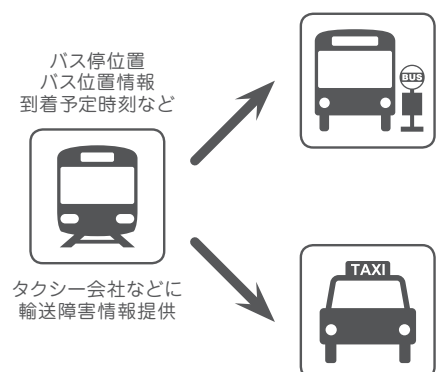 バス停位置
バス位置情報
到着予定時刻など
BUS
タクシー会社などに
輸送障害情報提供
TAXI